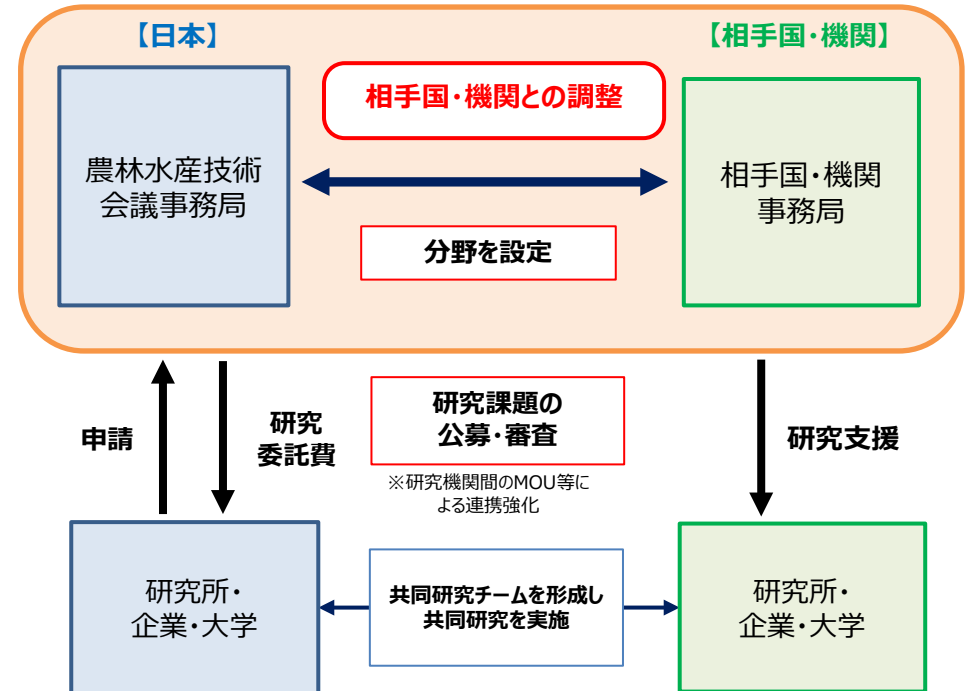 【日本】
【相手国・機関】
相手国・機関との調整
農林水産技術
会議事務局
相手国・機関
事務局
分野を設定
申請
研究
委託費
研究課題の
公募・審査
※研究機関間のMOU等に
よる連携強化
研究支援
研究所・
企業・大学
共同研究チームを形成し
共同研究を実施
研究所・
企業・大学